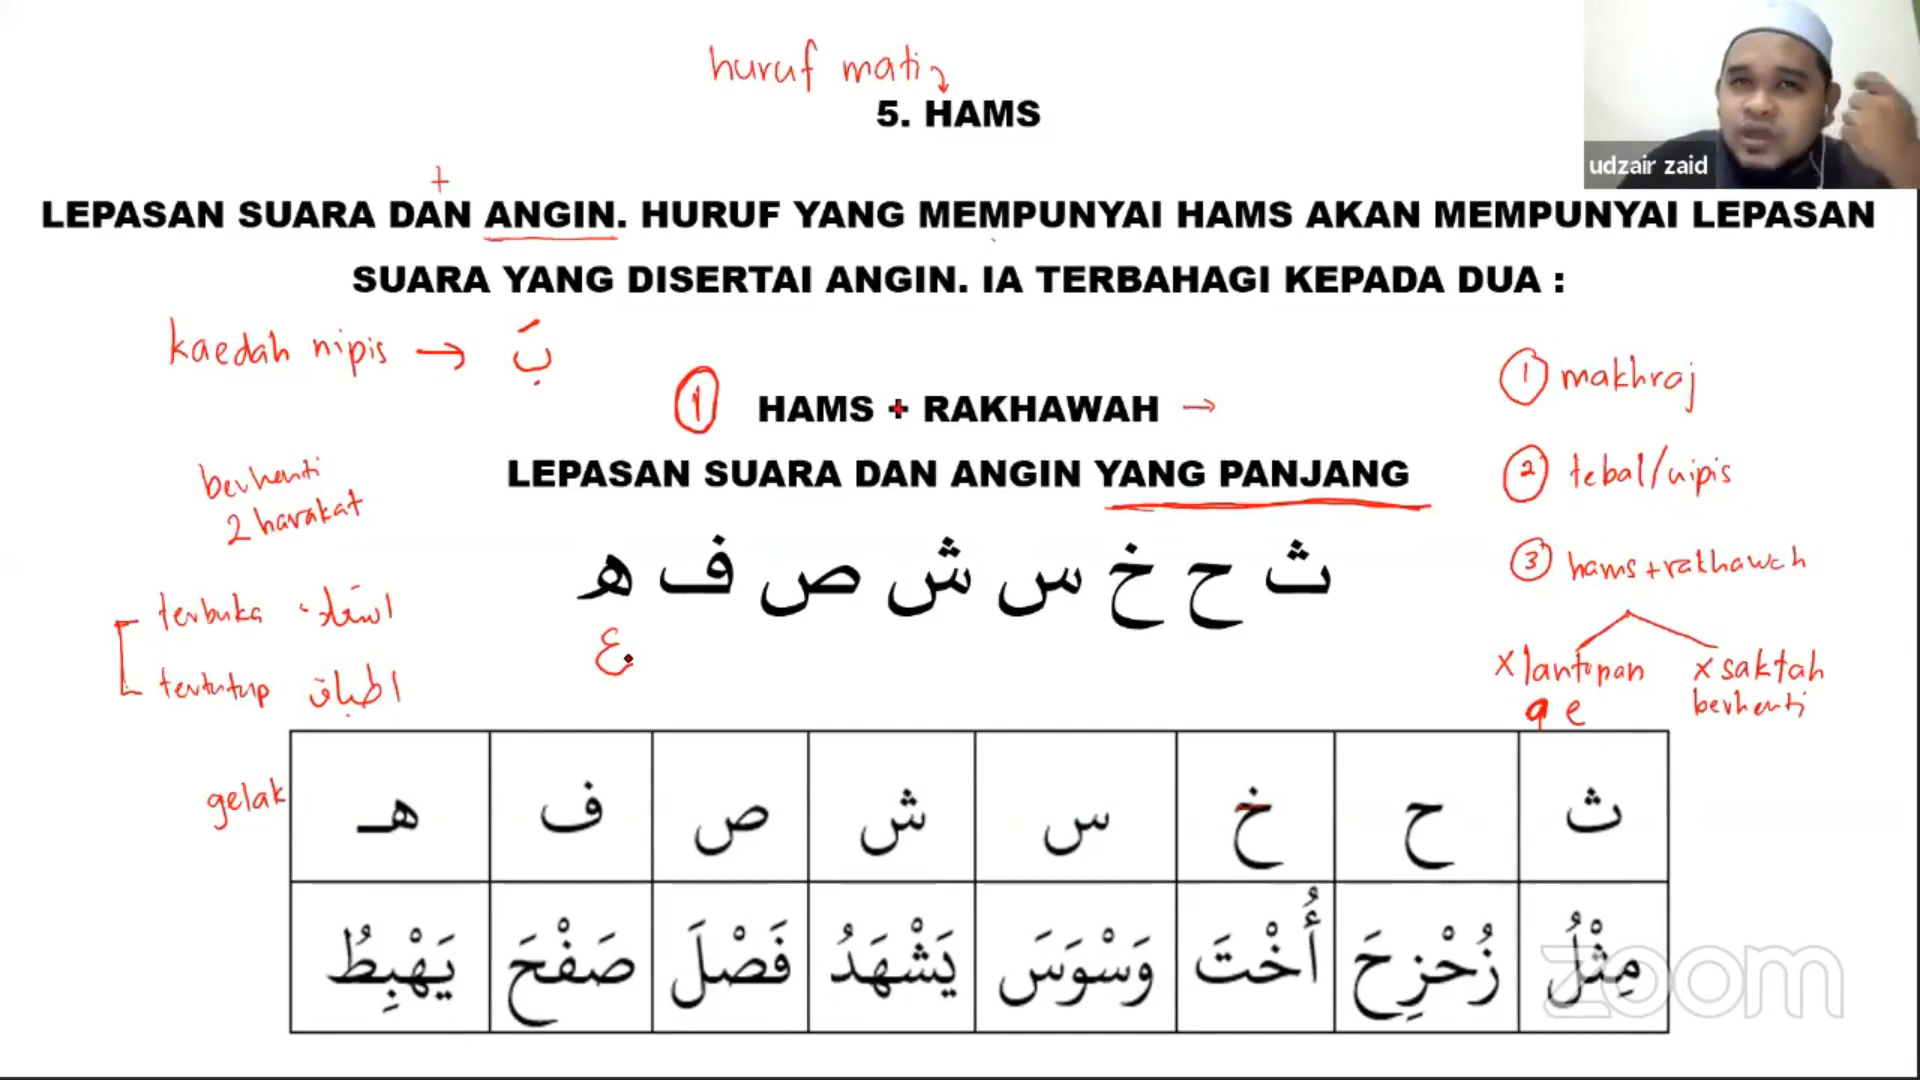 huruf mati
5. HAMS
udzair zaid
+
LEPASAN SUARA DAN ANGIN. HURUF YANG MEMPUNYAI HAMS AKAN MEMPUNYAI LEPASAN
SUARA YANG DISERTAI ANGIN. IA TERBAHAGI KEPADA DUA :
kaedah nipis → بَ
1 HAMS + RAKHAWAH →
LEPASAN SUARA DAN ANGIN YANG PANJANG
ث ح خ س ش ص ف ه
ع
berhenti
2 harakat
terbuka
tertutup اطباق
1 makhraj
2 tebal/nipis
3 hams+rakhawah
x lantunan
e
x saktah
berhenti
gelak
ث ح خ س ش ص ف هـ
مِثْلُ زُحْزِحَ أُخْتَ وَسْوَسَ يَشْهَدُ فَصْلَ صَفْحَ يَهْبِطُ
zoom